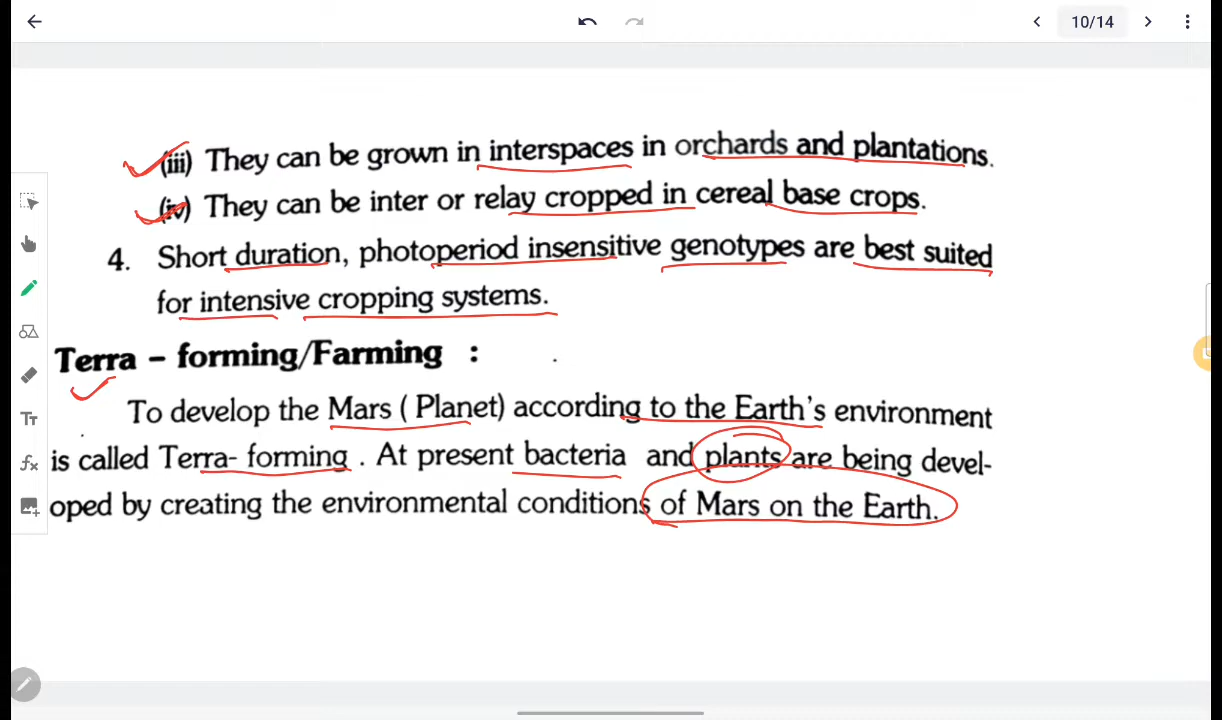 10/14
(iii) They can be grown in interspaces in orchards and plantations.
(iv) They can be inter or relay cropped in cereal base crops.
4. Short duration, photoperiod insensitive genotypes are best suited
for intensive cropping systems.
Terra - forming/Farming :
To develop the Mars ( Planet) according to the Earth's environment
is called Terra- forming . At present bacteria and plants are being devel-
oped by creating the environmental conditions of Mars on the Earth.
Tт
fx